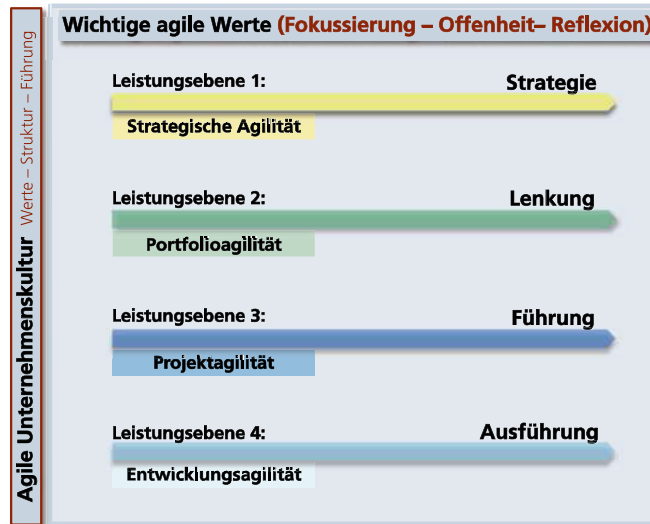 Wichtige agile Werte (Fokussierung – Offenheit– Reflexion)
Agile Unternehmenskultur Werte – Struktur – Führung
Leistungsebene 1: Strategie
Strategische Agilität
Leistungsebene 2: Lenkung
Portfolioagilität
Leistungsebene 3: Führung
Projektagilität
Leistungsebene 4: Ausführung
Entwicklungsagilität